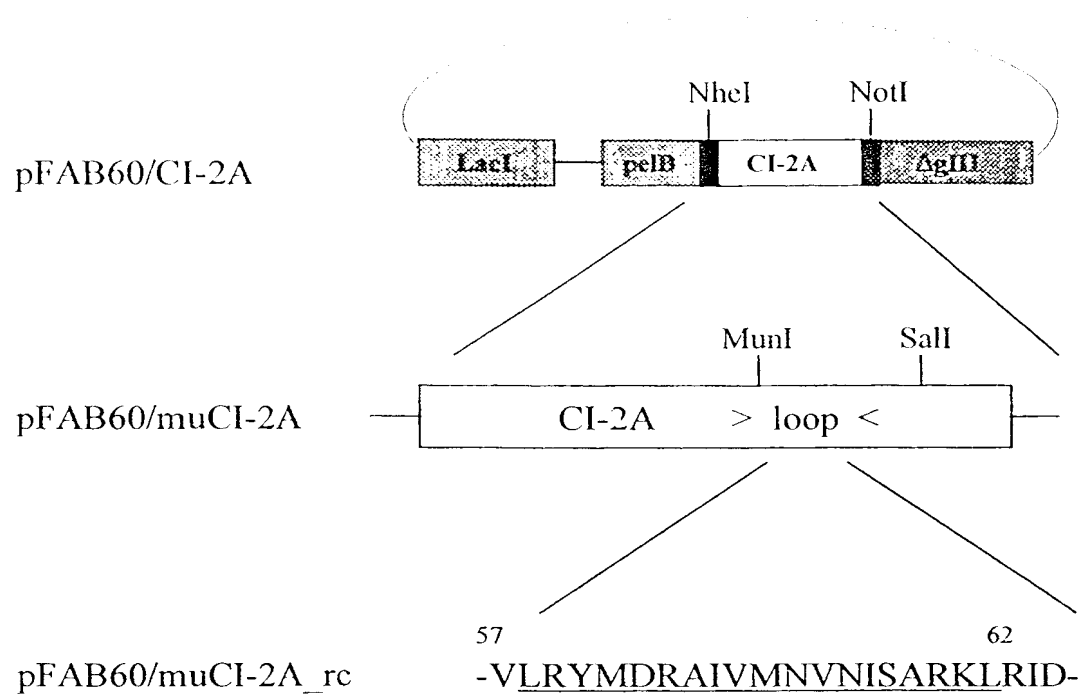 NheI NotI
pFAB60/CI-2A LacI pelB CI-2A ΔgIII
MunI SalI
pFAB60/muCI-2A CI-2A > loop <
57 62
pFAB60/muCI-2A_rc -VLRYMDRAIVMNVNISARKLRID-